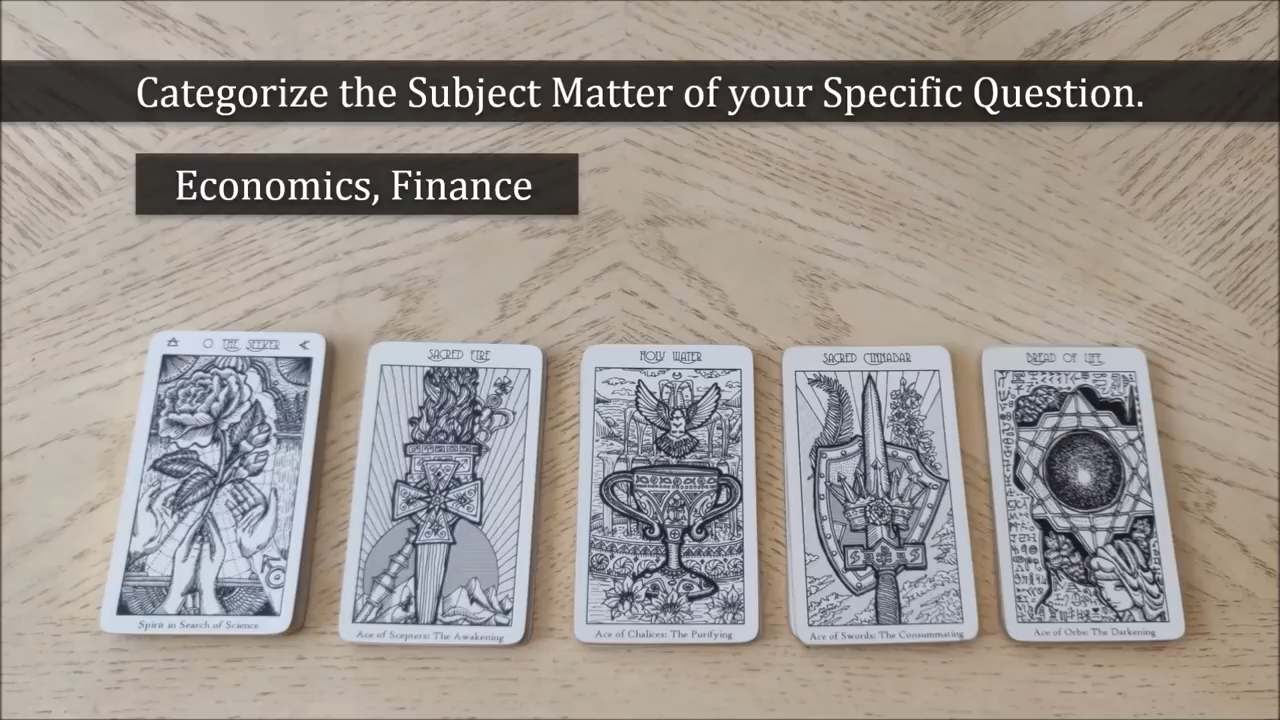 Categorize the Subject Matter of your Specific Question.
Economics, Finance
THE SEEKER
SACRED FIRE
HOLY WATER
SACRED CINNABAR
BREAD OF LIFE
Spirit in Search of Science
Ace of Scepters: The Awakening
Ace of Chalices: The Purifying
Ace of Swords: The Consummating
Ace of Orbs: The Darkening